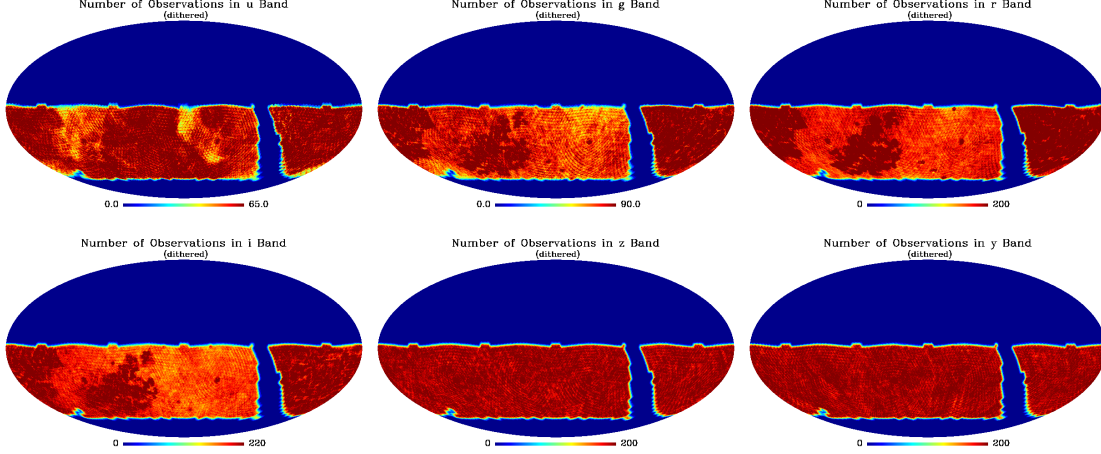 Number of Observations in u Band
(dithered)
0.0 65.0
Number of Observations in g Band
(dithered)
0.0 90.0
Number of Observations in r Band
(dithered)
0 200
Number of Observations in i Band
(dithered)
0 220
Number of Observations in z Band
(dithered)
0 200
Number of Observations in y Band
(dithered)
0 200